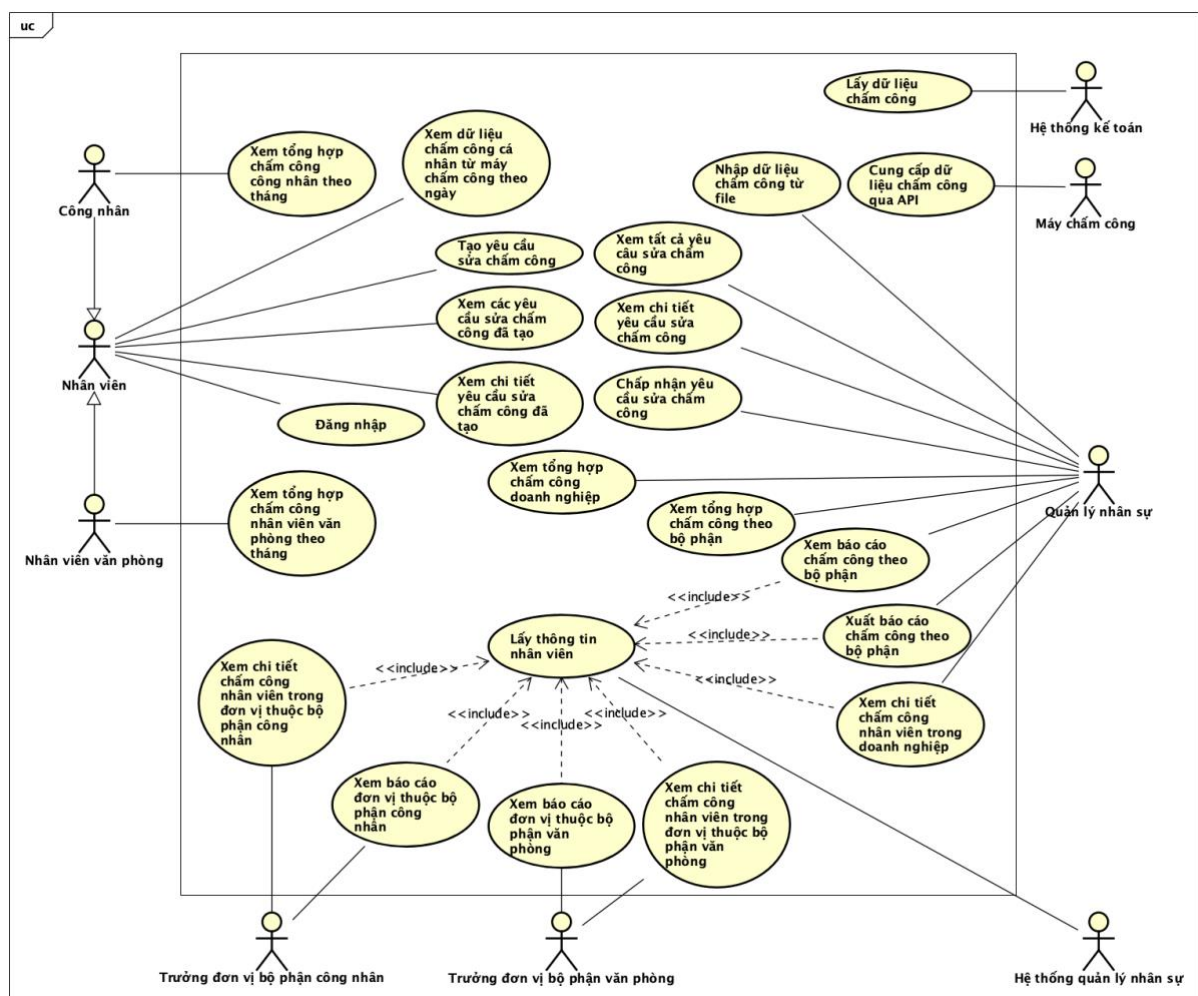 uc
Lấy dữ liệu
chấm công
Hệ thống kế toán
Xem tổng hợp
chấm công
công nhân theo
tháng
Công nhân
Xem dữ liệu
chấm công cá
nhân từ máy
chấm công theo
ngày
Nhập dữ liệu
chấm công từ
file
Cung cấp dữ
liệu chấm công
qua API
Máy chấm công
Tạo yêu cầu
sửa chấm công
Xem tất cả yêu
câu sửa chấm
công
Xem các yêu
cầu sửa chấm
công đã tạo
Xem chi tiết
yêu cầu sửa
chấm công
Nhân viên
Xem chi tiết
yêu cầu sửa
chấm công đã
tạo
Chấp nhận yêu
cầu sửa chấm
công
Đăng nhập
Xem tổng hợp
chấm công
doanh nghiệp
Quản lý nhân sự
Xem tổng hợp
chấm công
nhân viên văn
phòng theo
tháng
Nhân viên văn phòng
Xem tổng hợp
chấm công theo
bộ phận
Xem báo cáo
chấm công theo
bộ phận
<<include>>
Lấy thông tin
nhân viên
<<include>>
Xuất báo cáo
chấm công theo
bộ phận
Xem chi tiết
chấm công
nhân viên trong
đơn vị thuộc bộ
phận công
nhân
<<include>>
<<include>>
Xem chi tiết
chấm công
nhân viên trong
doanh nghiệp
<<include>>
<<include>>
<<include>>
Xem báo cáo
đơn vị thuộc bộ
phận công
nhân
Xem báo cáo
đơn vị thuộc bộ
phận văn
phòng
Xem chi tiết
chấm công
nhân viên trong
đơn vị thuộc bộ
phận văn
phòng
Trưởng đơn vị bộ phận công nhân
Trưởng đơn vị bộ phận văn phòng
Hệ thống quản lý nhân sự